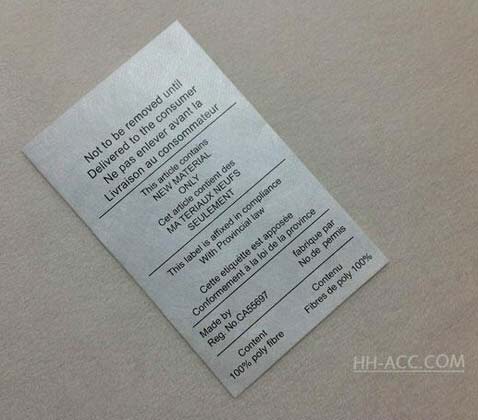 Not to be removed until
Delivered to the consumer
Ne pas enlever avant la
Livraison au consommateur
This article contains
NEW MATERIAL
ONLY
Cet article contient des
MATERIAUX NEUFS
SEULEMENT
This label is affixed in compliance
With Provincial law
Cette etiquette est apposée
Conformement a la loi de la province
Made by fabrique par
Reg. No CA55697 No.de permis
Content Contenu
100% poly fibre Fibres de poly 100%
HH-ACC.COM